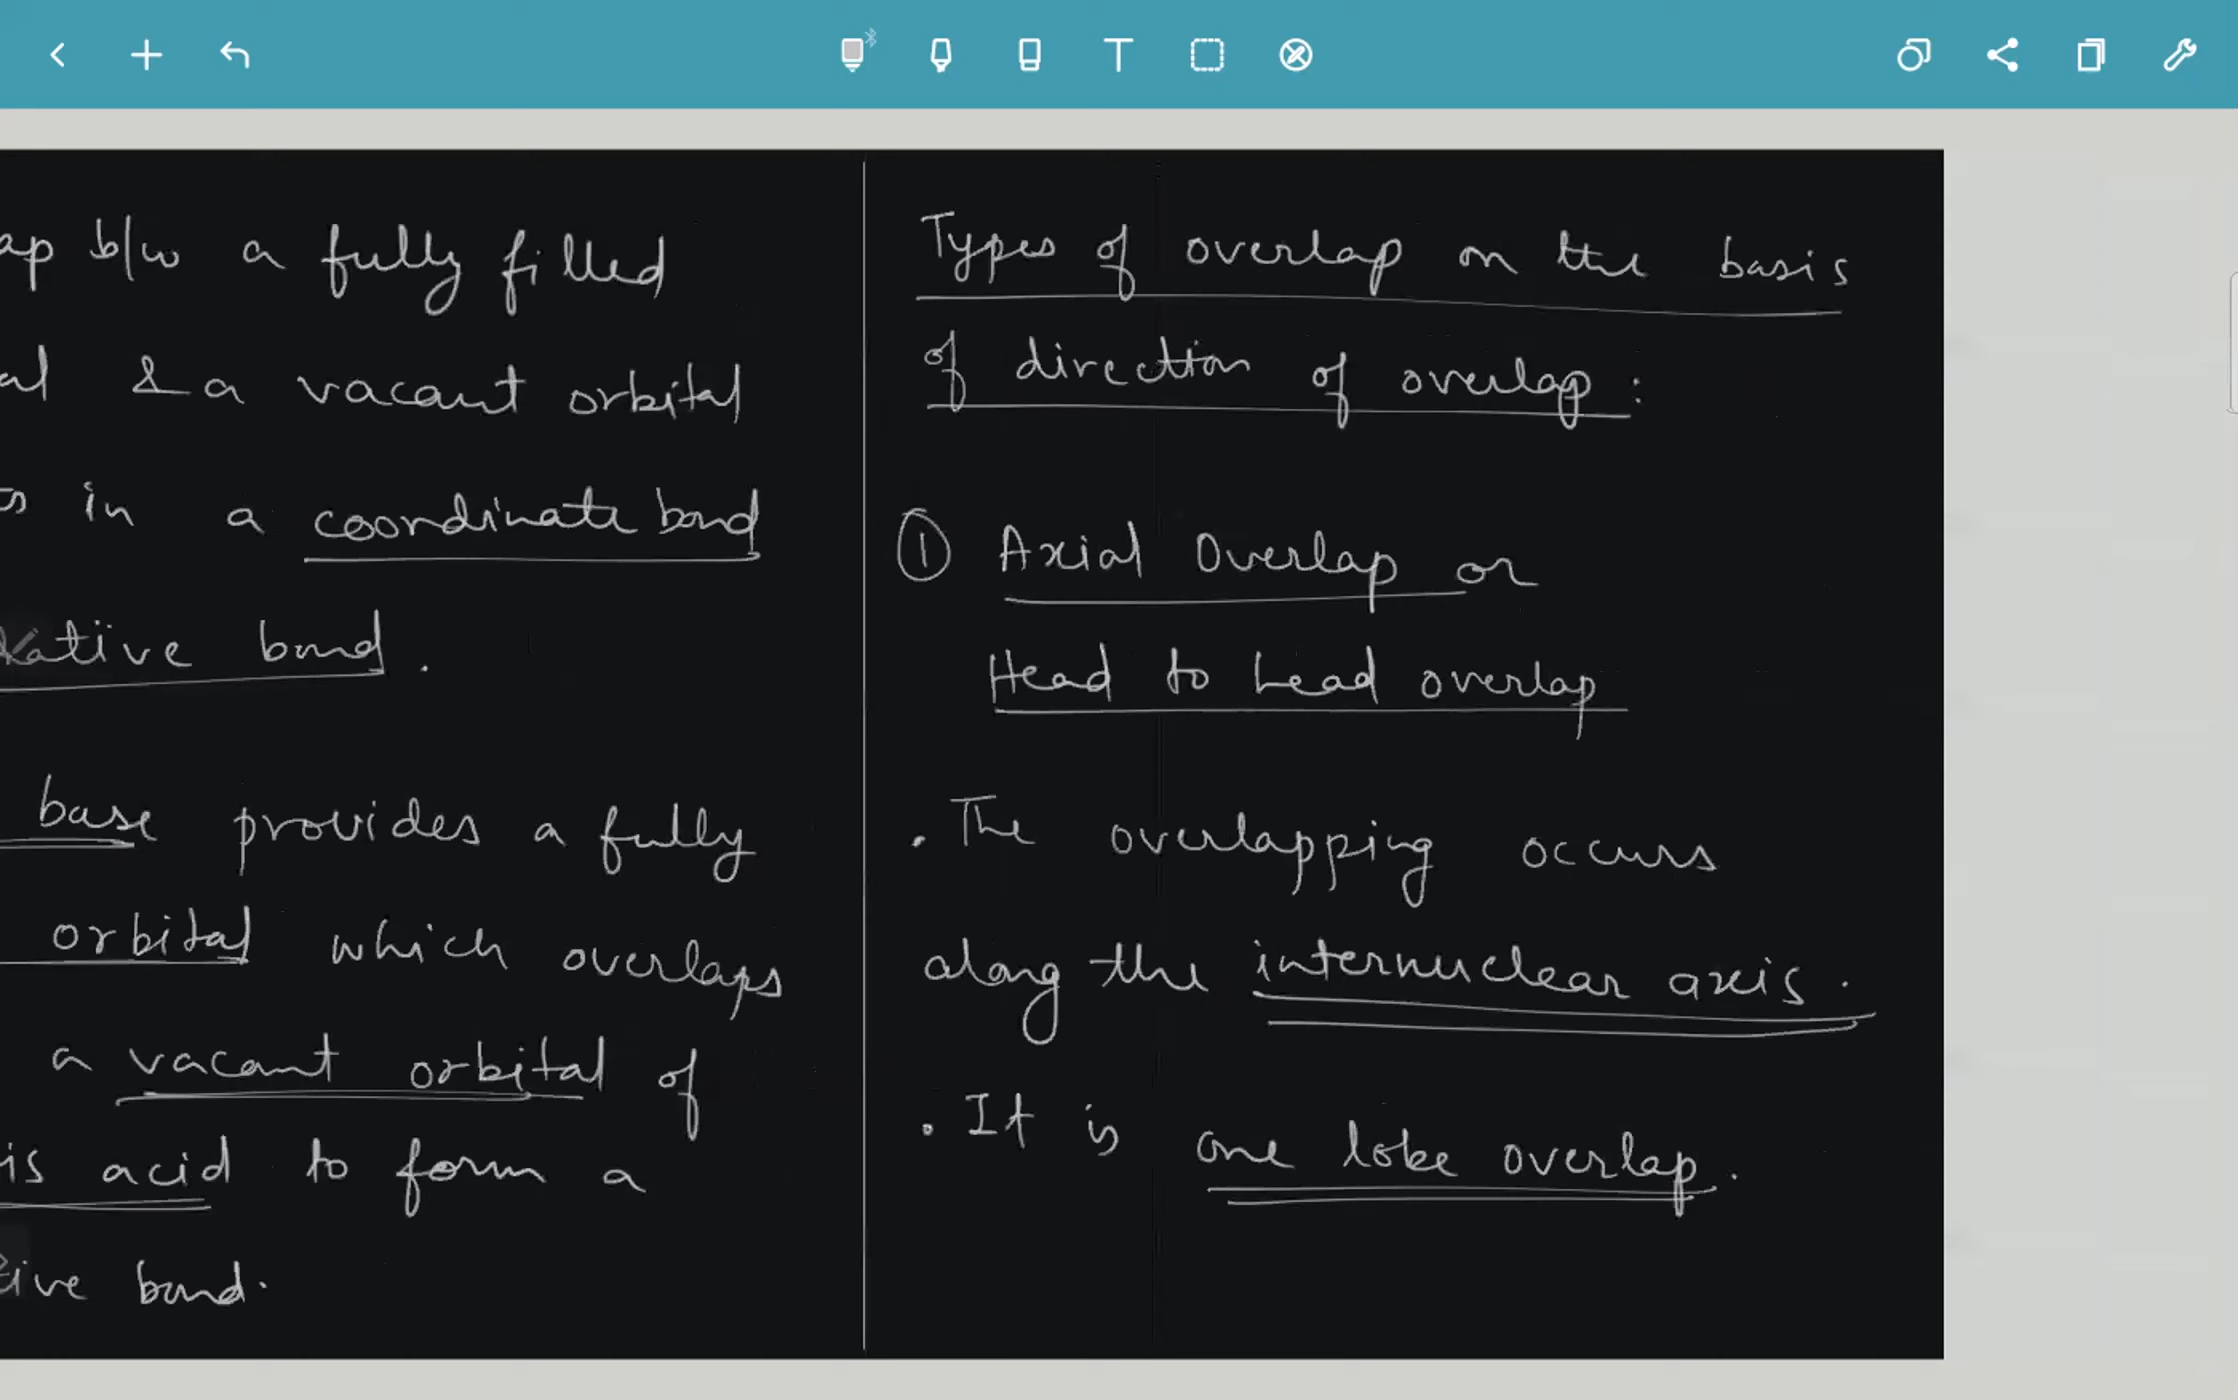 ap b/w a fully filled
al & a vacant orbital
s in a coordinate bond
ative bond.
base provides a fully
orbital which overlaps
a vacant orbital of
is acid to form a
tive bond.
Types of overlap on the basis
of direction of overlap:
① Axial Overlap or
Head to head overlap
. The overlapping occurs
along the internuclear axis.
. It is one lobe overlap.